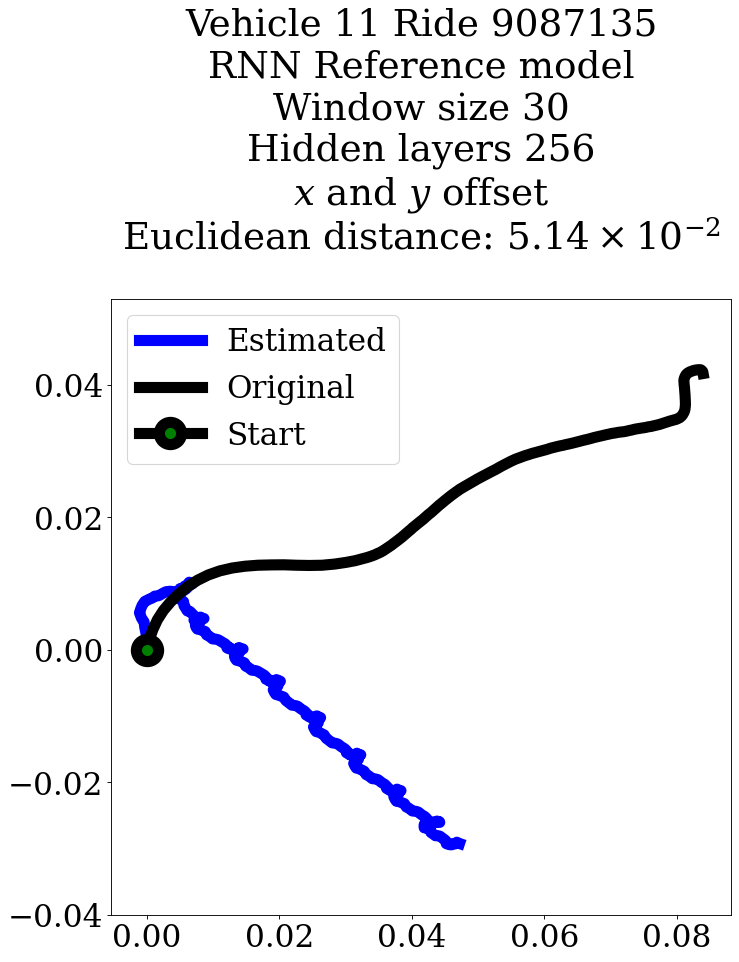 Vehicle 11 Ride 9087135
RNN Reference model
Window size 30
Hidden layers 256
x and y offset
Euclidean distance: 5.14 × 10⁻²
Estimated
Original
Start
0.04
0.02
0.00
−0.02
−0.04
0.00 0.02 0.04 0.06 0.08